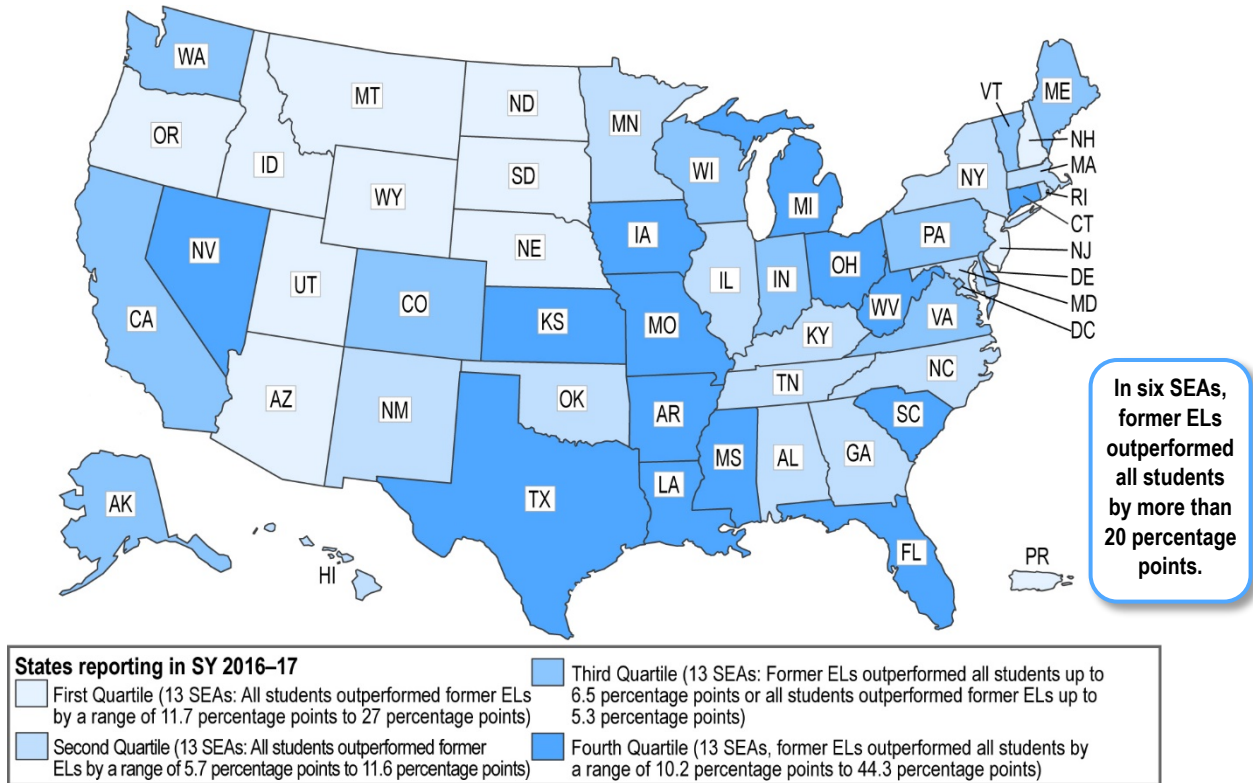 WA
MT
ND
MN
VT
ME
OR
ID
SD
WI
NY
NH
MA
WY
MI
RI
CT
NV
NE
IA
PA
NJ
UT
IL
IN
OH
DE
CA
CO
WV
MD
KS
MO
VA
DC
KY
NC
TN
AZ
NM
OK
AR
SC
MS
AL
GA
LA
AK
TX
FL
HI
PR
In six SEAs,
former ELs
outperformed
all students
by more than
20 percentage
points.
States reporting in SY 2016–17
First Quartile (13 SEAs: All students outperformed former ELs
by a range of 11.7 percentage points to 27 percentage points)
Second Quartile (13 SEAs: All students outperformed former
ELs by a range of 5.7 percentage points to 11.6 percentage points)
Third Quartile (13 SEAs: Former ELs outperformed all students up to
6.5 percentage points or all students outperformed former ELs up to
5.3 percentage points)
Fourth Quartile (13 SEAs, former ELs outperformed all students by
a range of 10.2 percentage points to 44.3 percentage points)